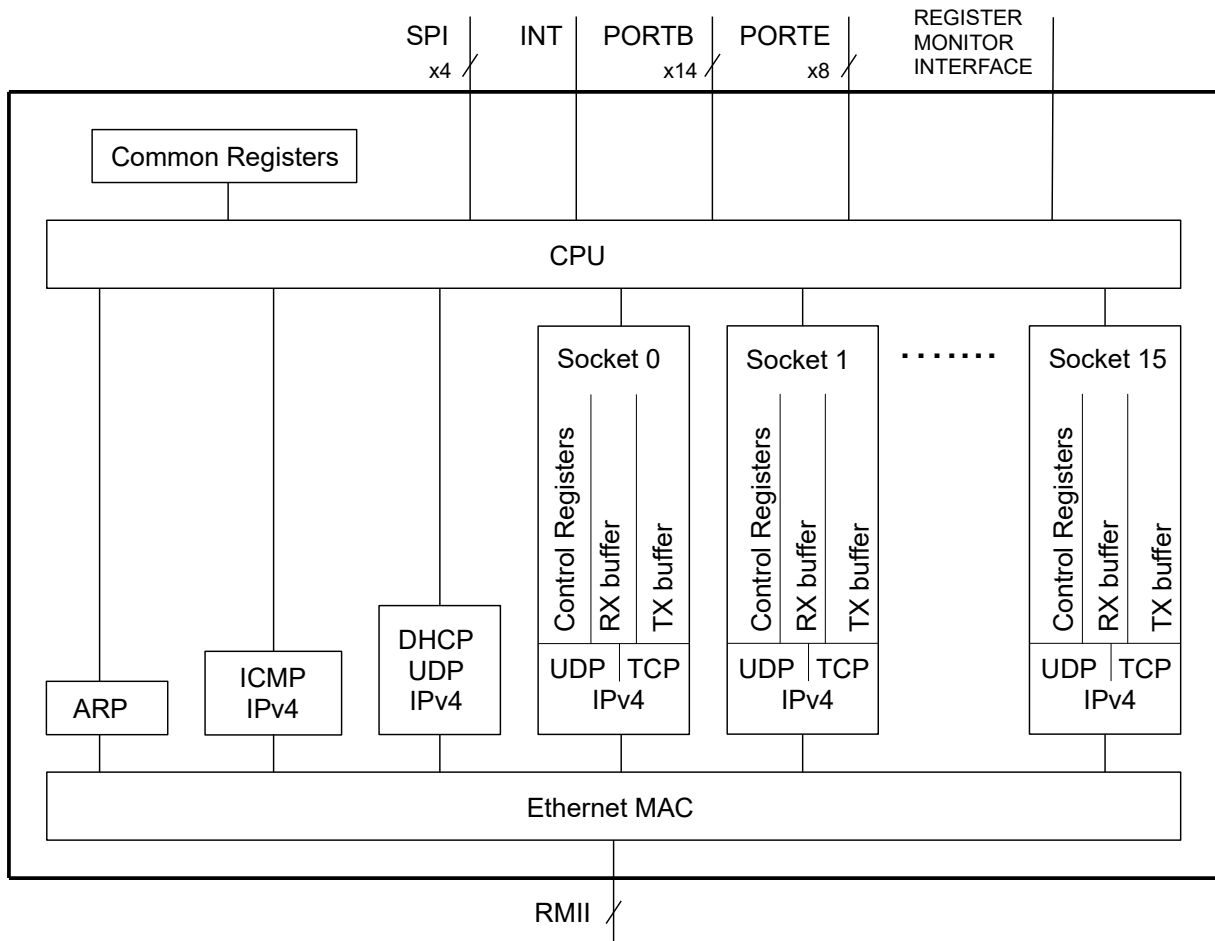 SPI
x4
INT
PORTB
x14
PORTE
x8
REGISTER
MONITOR
INTERFACE
Common Registers
CPU
Socket 0
Control Registers
RX buffer
TX buffer
UDP
TCP
IPv4
Socket 1
Control Registers
RX buffer
TX buffer
UDP
TCP
IPv4
.......
Socket 15
Control Registers
RX buffer
TX buffer
UDP
TCP
IPv4
DHCP
UDP
IPv4
ICMP
IPv4
ARP
Ethernet MAC
RMII